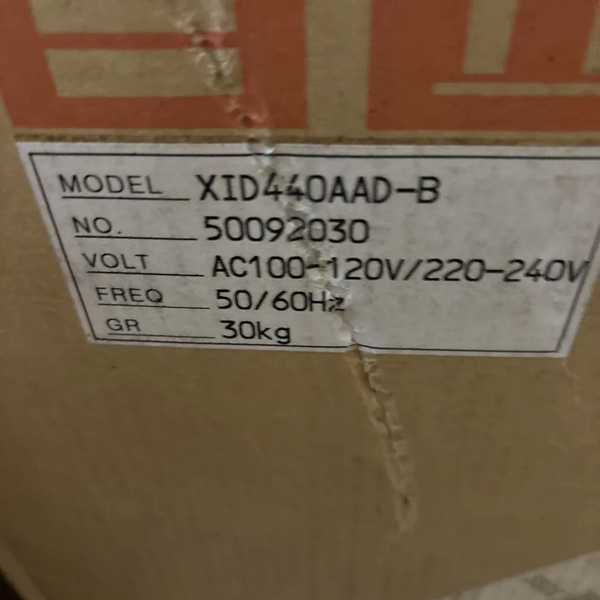 MODEL XID440AAD-B
NO. 50092030
VOLT AC100-120V/220-240V
FREQ 50/60Hz
GR 30kg